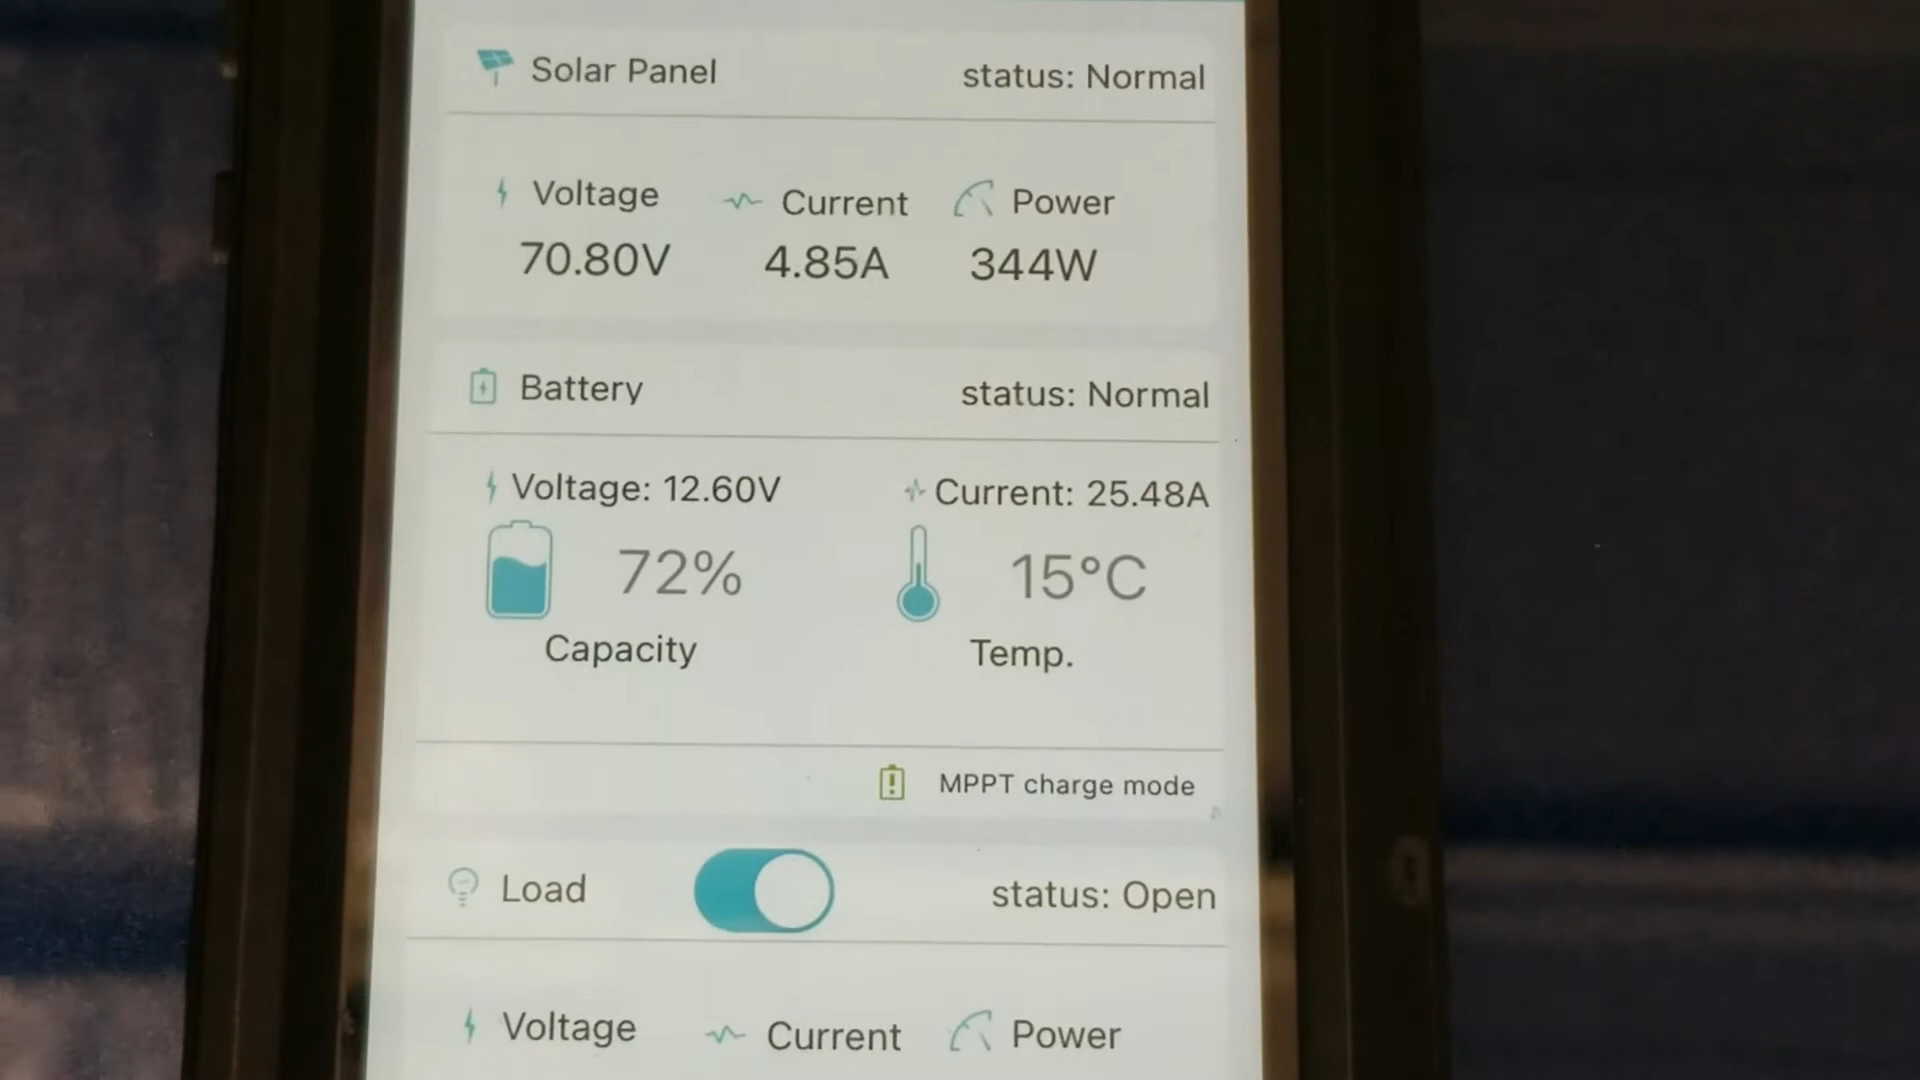 Solar Panel status: Normal
Voltage Current Power
70.80V 4.85A 344W
Battery status: Normal
Voltage: 12.60V Current: 25.48A
72% 15°C
Capacity Temp.
MPPT charge mode
Load status: Open
Voltage Current Power